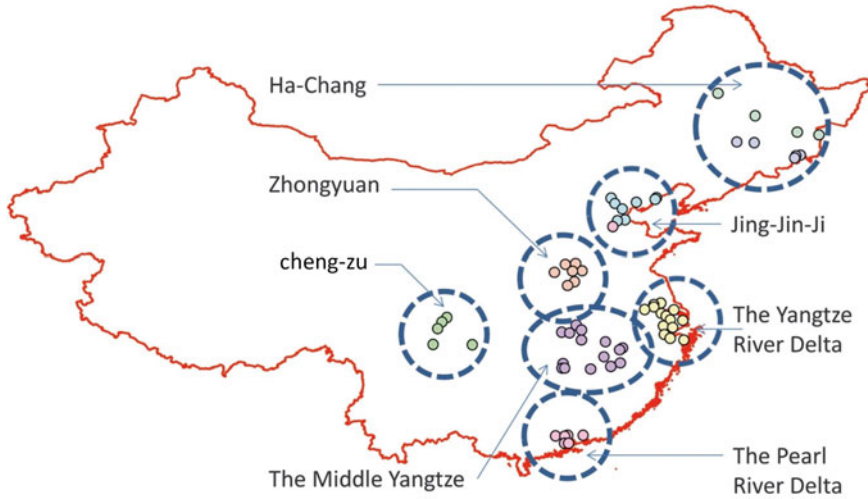 Ha-Chang
Zhongyuan
Jing-Jin-Ji
cheng-zu
The Yangtze
River Delta
The Middle Yangtze
The Pearl
River Delta